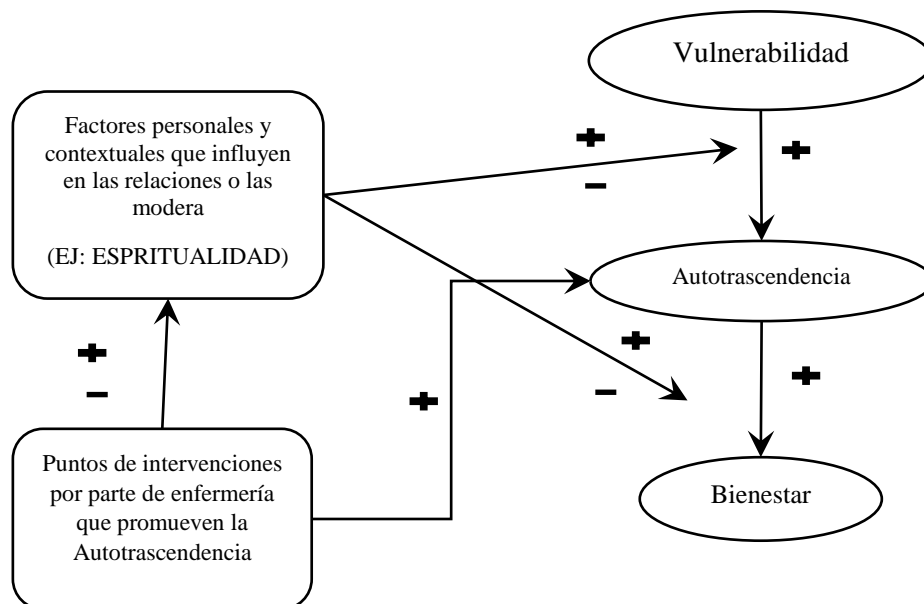 Vulnerabilidad
Factores personales y
contextuales que influyen
en las relaciones o las
modera
(EJ: ESPRITUALIDAD)
+
–
+
Autotrascendencia
+
–
+
–
+
+
Puntos de intervenciones
por parte de enfermería
que promueven la
Autotrascendencia
Bienestar